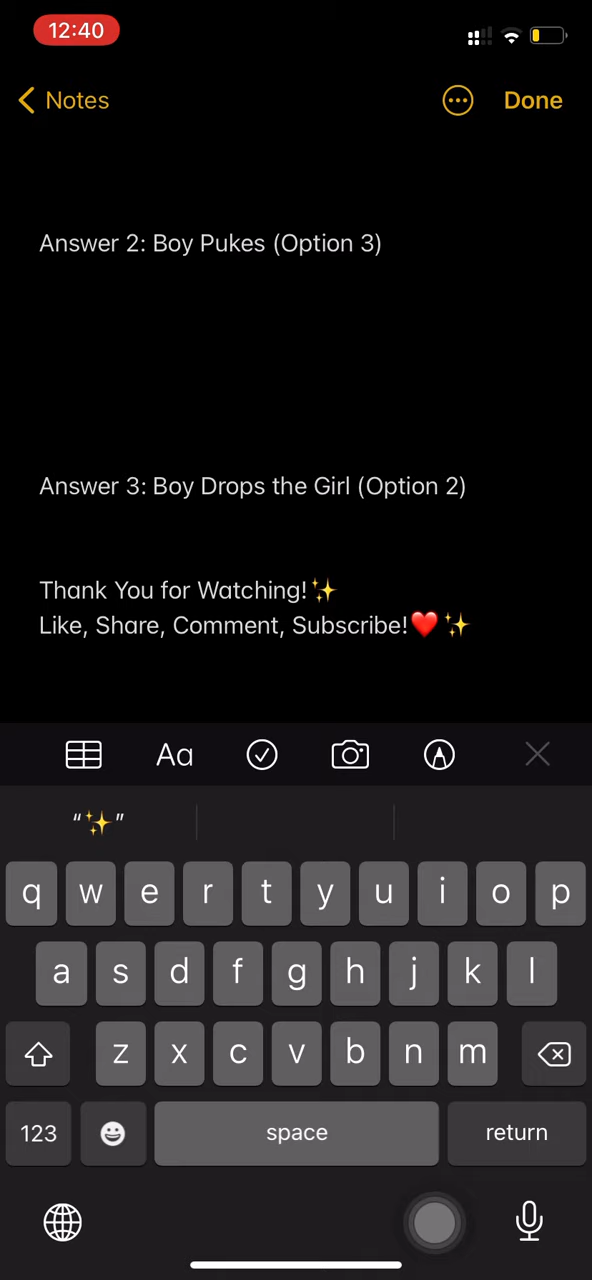 12:40
Notes
Done
Answer 2: Boy Pukes (Option 3)
Answer 3: Boy Drops the Girl (Option 2)
Thank You for Watching!✨
Like, Share, Comment, Subscribe!❤️✨
Aa
“✨”
q w e r t y u i o p
a s d f g h j k l
z x c v b n m
123 space return